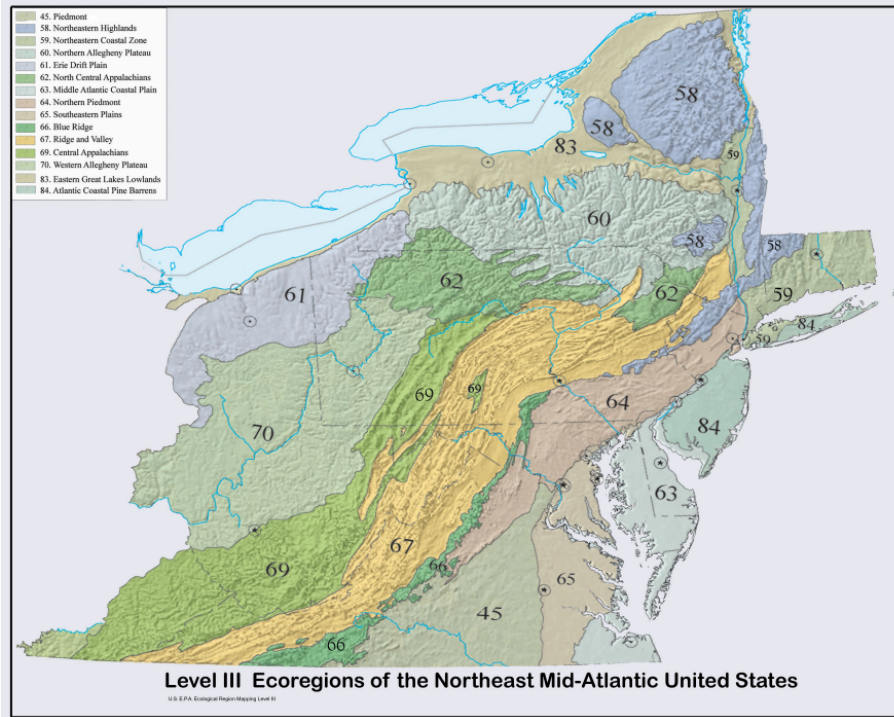 45. Piedmont
58. Northeastern Highlands
59. Northeastern Coastal Zone
60. Northern Allegheny Plateau
61. Erie Drift Plain
62. North Central Appalachians
63. Middle Atlantic Coastal Plain
64. Northern Piedmont
65. Southeastern Plains
66. Blue Ridge
67. Ridge and Valley
69. Central Appalachians
70. Western Allegheny Plateau
83. Eastern Great Lakes Lowlands
84. Atlantic Coastal Pine Barrens
58
58
83
59
60
58
58
62
62
61
59
84
59
69
69
64
70
84
63
67
69
66
65
45
66
Level III Ecoregions of the Northeast Mid-Atlantic United States
U.S. E.P.A. Ecological Region Mapping Level III